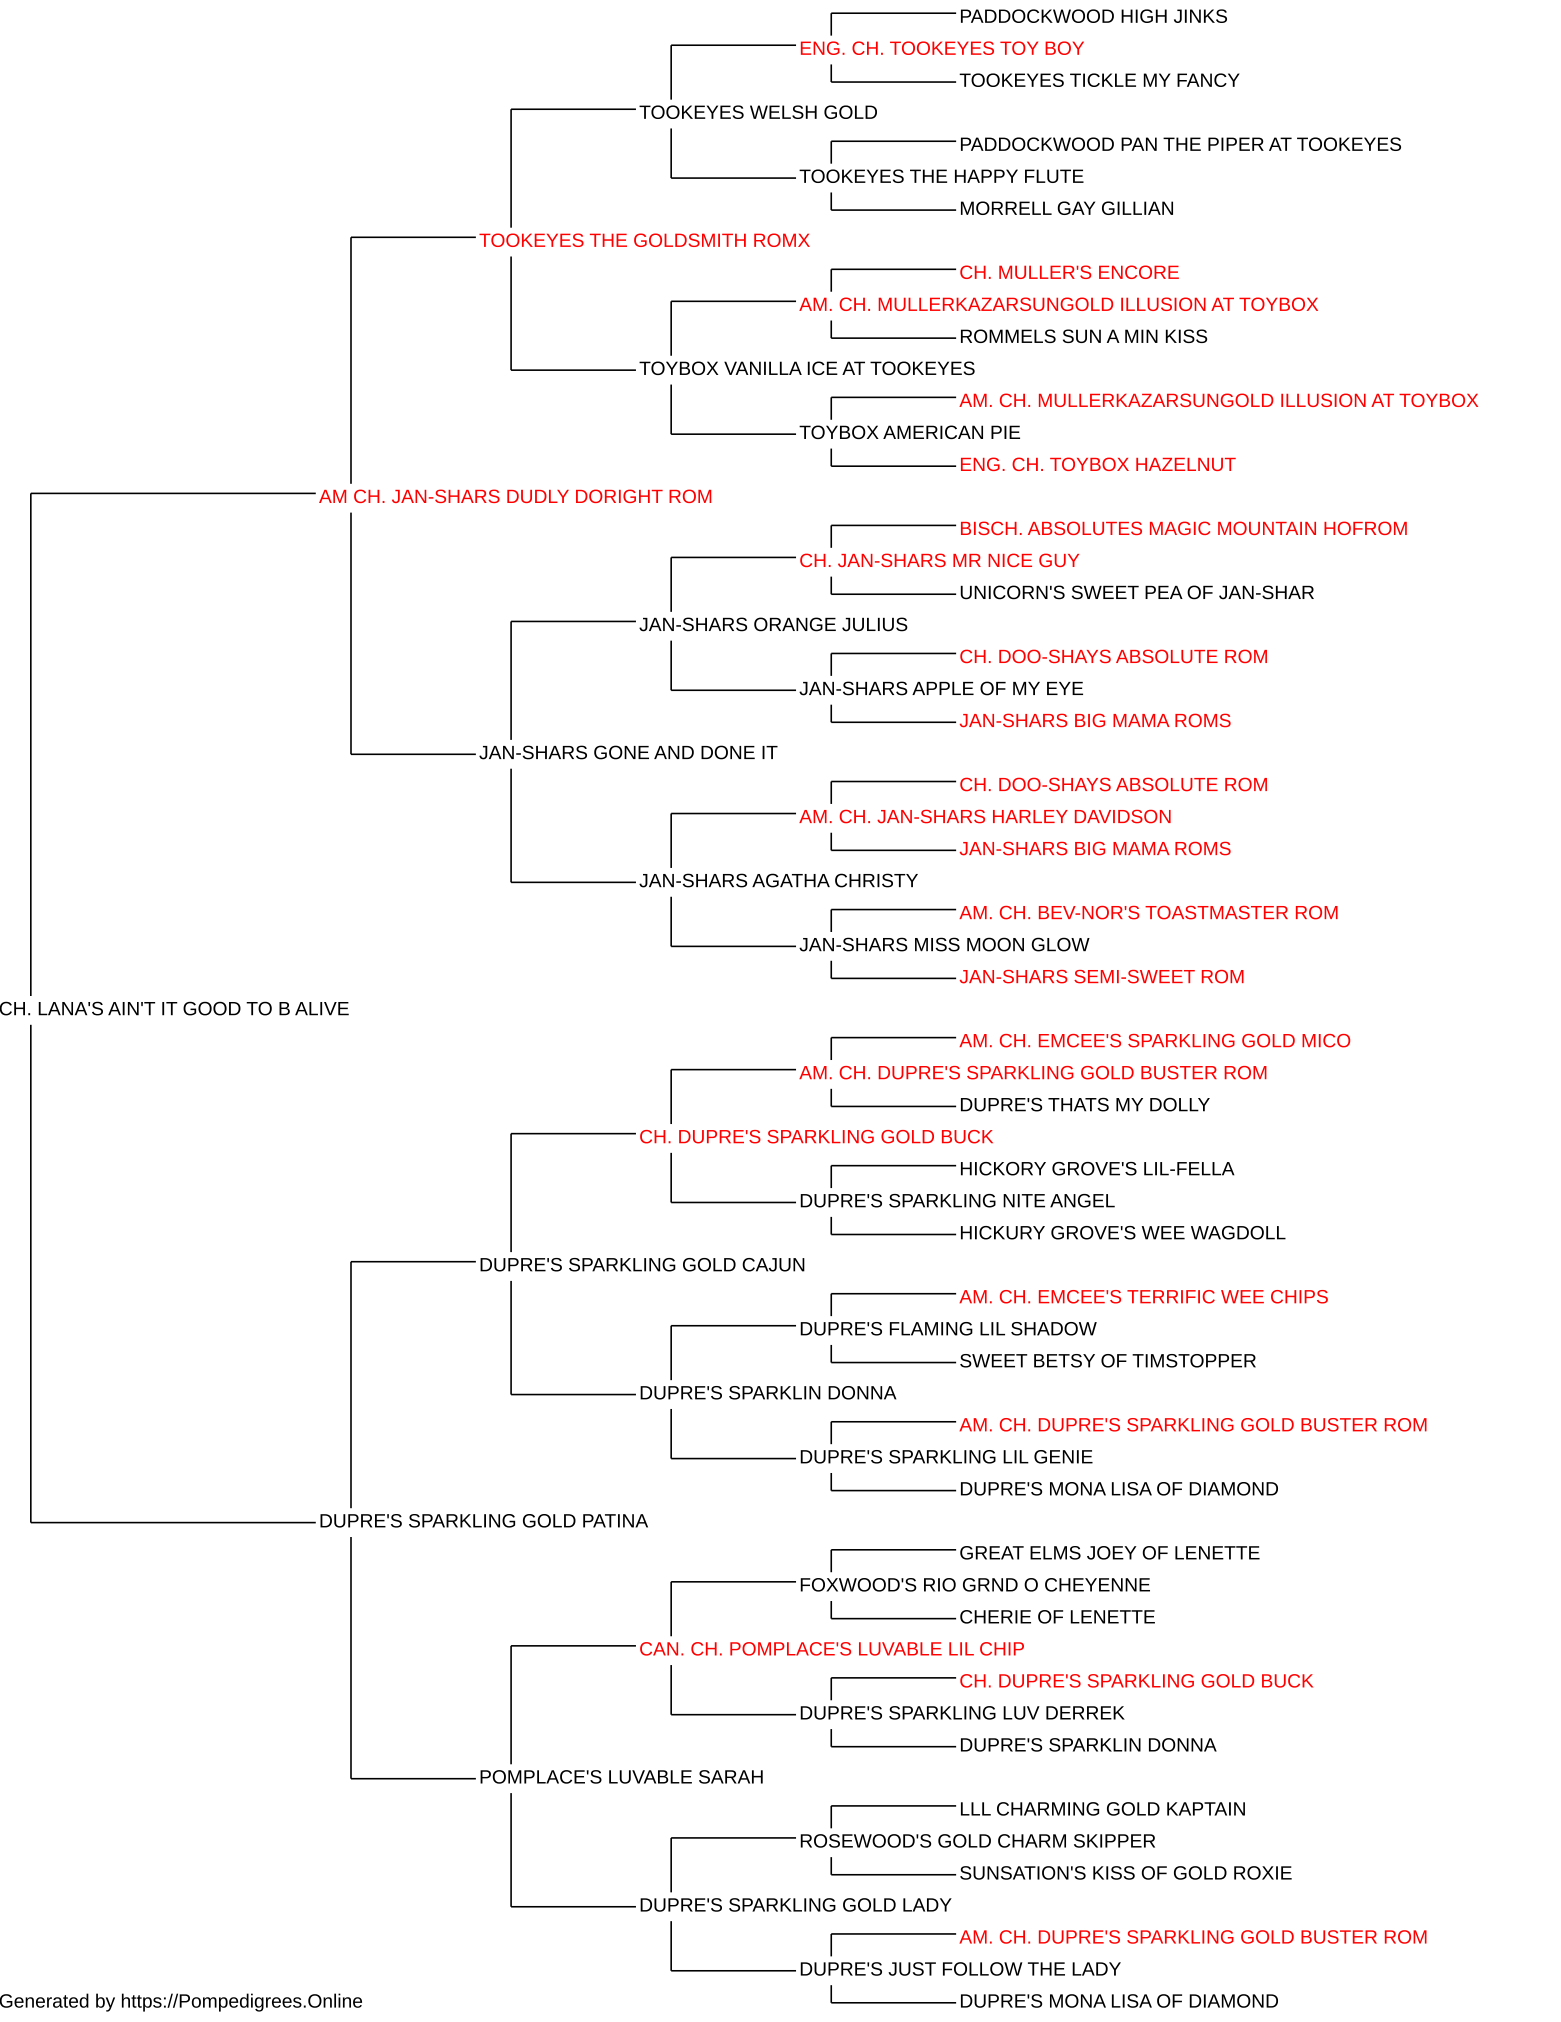 PADDOCKWOOD HIGH JINKS
ENG. CH. TOOKEYES TOY BOY
TOOKEYES TICKLE MY FANCY
TOOKEYES WELSH GOLD
PADDOCKWOOD PAN THE PIPER AT TOOKEYES
TOOKEYES THE HAPPY FLUTE
MORRELL GAY GILLIAN
TOOKEYES THE GOLDSMITH ROMX
CH. MULLER'S ENCORE
AM. CH. MULLERKAZARSUNGOLD ILLUSION AT TOYBOX
ROMMELS SUN A MIN KISS
TOYBOX VANILLA ICE AT TOOKEYES
AM. CH. MULLERKAZARSUNGOLD ILLUSION AT TOYBOX
TOYBOX AMERICAN PIE
ENG. CH. TOYBOX HAZELNUT
AM CH. JAN-SHARS DUDLY DORIGHT ROM
BISCH. ABSOLUTES MAGIC MOUNTAIN HOFROM
CH. JAN-SHARS MR NICE GUY
UNICORN'S SWEET PEA OF JAN-SHAR
JAN-SHARS ORANGE JULIUS
CH. DOO-SHAYS ABSOLUTE ROM
JAN-SHARS APPLE OF MY EYE
JAN-SHARS BIG MAMA ROMS
JAN-SHARS GONE AND DONE IT
CH. DOO-SHAYS ABSOLUTE ROM
AM. CH. JAN-SHARS HARLEY DAVIDSON
JAN-SHARS BIG MAMA ROMS
JAN-SHARS AGATHA CHRISTY
AM. CH. BEV-NOR'S TOASTMASTER ROM
JAN-SHARS MISS MOON GLOW
JAN-SHARS SEMI-SWEET ROM
CH. LANA'S AIN'T IT GOOD TO B ALIVE
AM. CH. EMCEE'S SPARKLING GOLD MICO
AM. CH. DUPRE'S SPARKLING GOLD BUSTER ROM
DUPRE'S THATS MY DOLLY
CH. DUPRE'S SPARKLING GOLD BUCK
HICKORY GROVE'S LIL-FELLA
DUPRE'S SPARKLING NITE ANGEL
HICKURY GROVE'S WEE WAGDOLL
DUPRE'S SPARKLING GOLD CAJUN
AM. CH. EMCEE'S TERRIFIC WEE CHIPS
DUPRE'S FLAMING LIL SHADOW
SWEET BETSY OF TIMSTOPPER
DUPRE'S SPARKLIN DONNA
AM. CH. DUPRE'S SPARKLING GOLD BUSTER ROM
DUPRE'S SPARKLING LIL GENIE
DUPRE'S MONA LISA OF DIAMOND
DUPRE'S SPARKLING GOLD PATINA
GREAT ELMS JOEY OF LENETTE
FOXWOOD'S RIO GRND O CHEYENNE
CHERIE OF LENETTE
CAN. CH. POMPLACE'S LUVABLE LIL CHIP
CH. DUPRE'S SPARKLING GOLD BUCK
DUPRE'S SPARKLING LUV DERREK
DUPRE'S SPARKLIN DONNA
POMPLACE'S LUVABLE SARAH
LLL CHARMING GOLD KAPTAIN
ROSEWOOD'S GOLD CHARM SKIPPER
SUNSATION'S KISS OF GOLD ROXIE
DUPRE'S SPARKLING GOLD LADY
AM. CH. DUPRE'S SPARKLING GOLD BUSTER ROM
DUPRE'S JUST FOLLOW THE LADY
DUPRE'S MONA LISA OF DIAMOND
Generated by https://Pompedigrees.Online